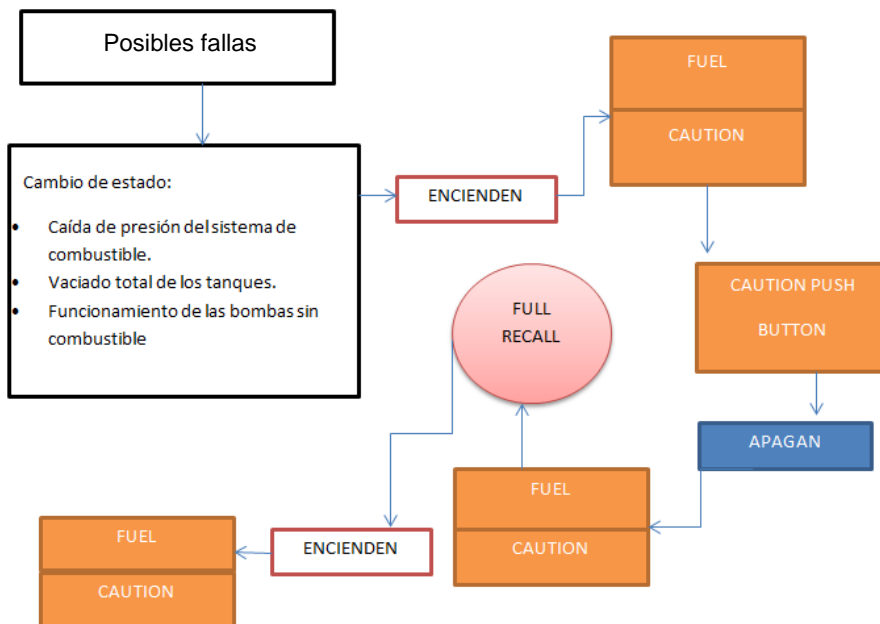 Posibles fallas
Cambio de estado:
• Caída de presión del sistema de
combustible.
• Vaciado total de los tanques.
• Funcionamiento de las bombas sin
combustible
ENCIENDEN
FUEL
CAUTION
CAUTION PUSH
BUTTON
APAGAN
FUEL
CAUTION
FULL
RECALL
ENCIENDEN
FUEL
CAUTION